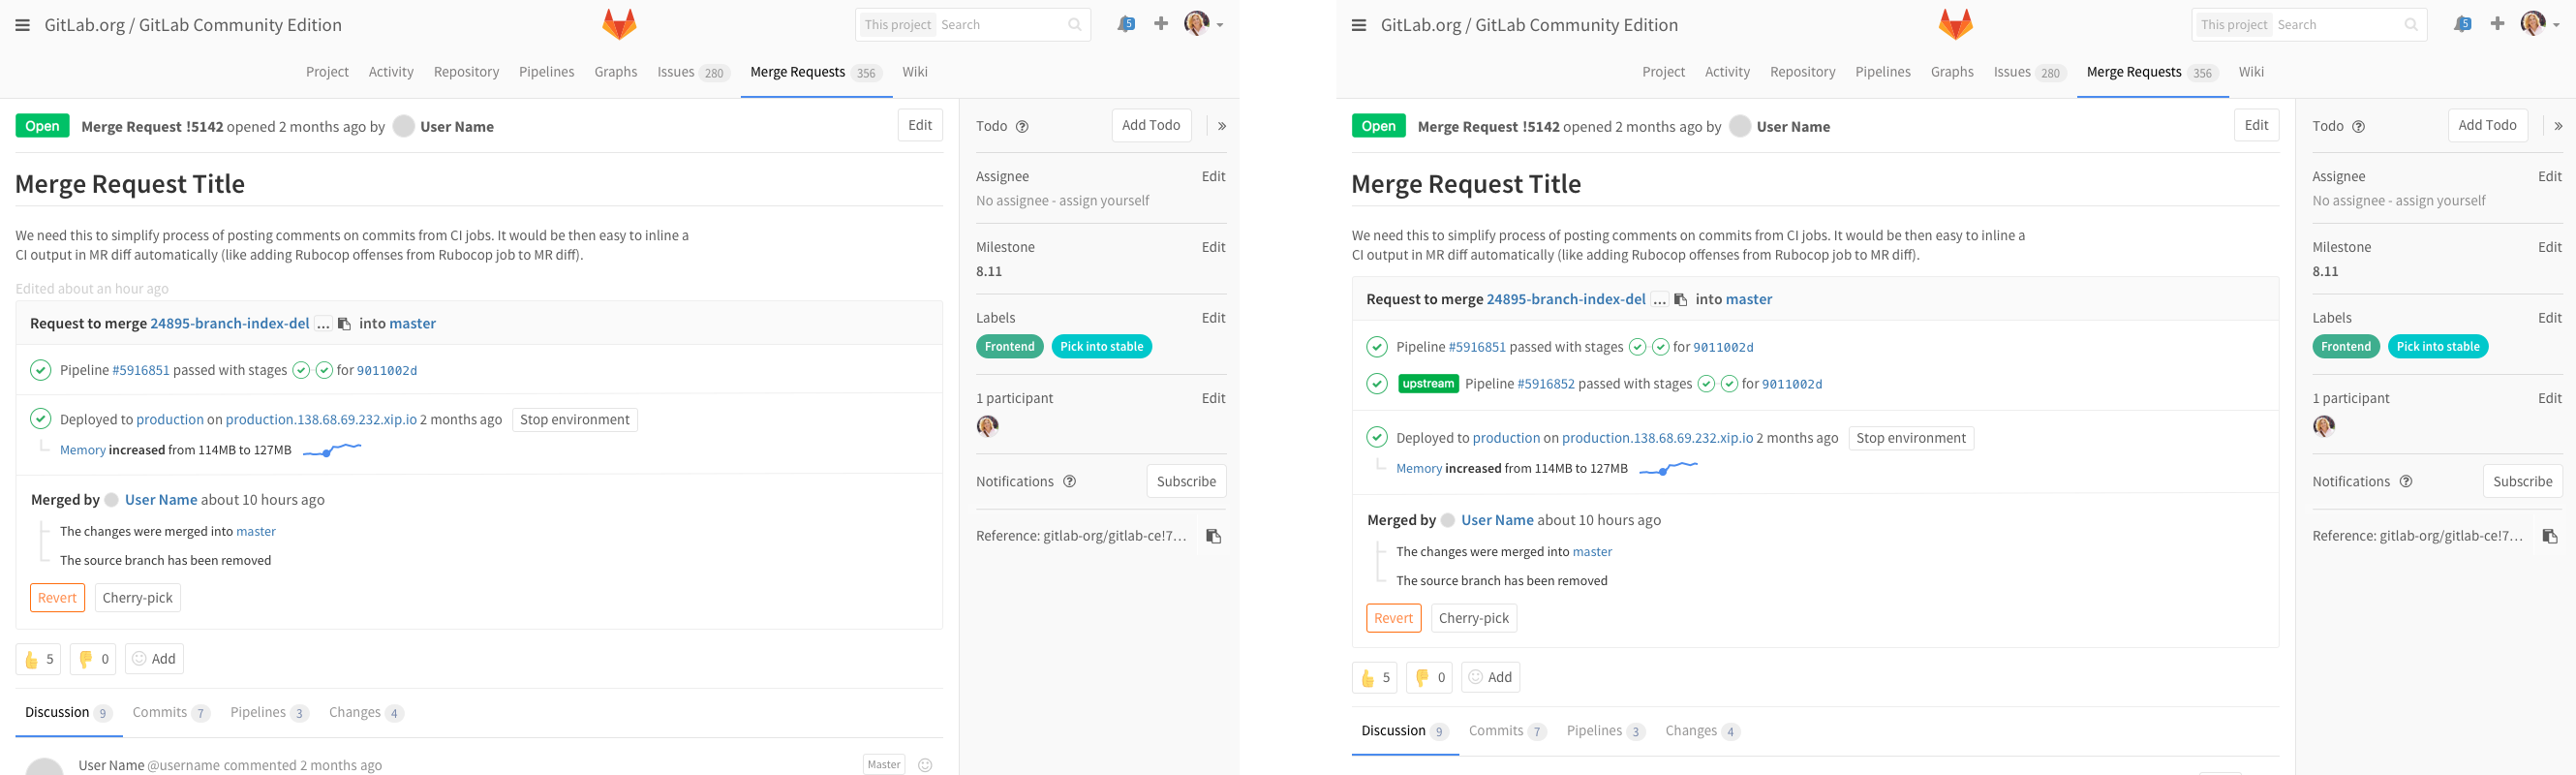 GitLab.org / GitLab Community Edition
This project Search
5
Project Activity Repository Pipelines Graphs Issues 280 Merge Requests 356 Wiki
Open Merge Request !5142 opened 2 months ago by User Name Edit
Merge Request Title
We need this to simplify process of posting comments on commits from CI jobs. It would be then easy to inline a
CI output in MR diff automatically (like adding Rubocop offenses from Rubocop job to MR diff).
Edited about an hour ago
Request to merge 24895-branch-index-del ... into master
Pipeline #5916851 passed with stages for 9011002d
Deployed to production on production.138.68.69.232.xip.io 2 months ago Stop environment
Memory increased from 114MB to 127MB
Merged by User Name about 10 hours ago
The changes were merged into master
The source branch has been removed
Revert Cherry-pick
5 0 Add
Discussion 9 Commits 7 Pipelines 3 Changes 4
User Name @username commented 2 months ago Master
Todo Add Todo »
Assignee Edit
No assignee - assign yourself
Milestone Edit
8.11
Labels Edit
Frontend Pick into stable
1 participant Edit
Notifications Subscribe
Reference: gitlab-org/gitlab-ce!7...
GitLab.org / GitLab Community Edition
This project Search
5
Project Activity Repository Pipelines Graphs Issues 280 Merge Requests 356 Wiki
Open Merge Request !5142 opened 2 months ago by User Name Edit
Merge Request Title
We need this to simplify process of posting comments on commits from CI jobs. It would be then easy to inline a
CI output in MR diff automatically (like adding Rubocop offenses from Rubocop job to MR diff).
Request to merge 24895-branch-index-del ... into master
Pipeline #5916851 passed with stages for 9011002d
upstream Pipeline #5916852 passed with stages for 9011002d
Deployed to production on production.138.68.69.232.xip.io 2 months ago Stop environment
Memory increased from 114MB to 127MB
Merged by User Name about 10 hours ago
The changes were merged into master
The source branch has been removed
Revert Cherry-pick
5 0 Add
Discussion 9 Commits 7 Pipelines 3 Changes 4
Todo Add Todo »
Assignee Edit
No assignee - assign yourself
Milestone Edit
8.11
Labels Edit
Frontend Pick into stable
1 participant Edit
Notifications Subscribe
Reference: gitlab-org/gitlab-ce!7...